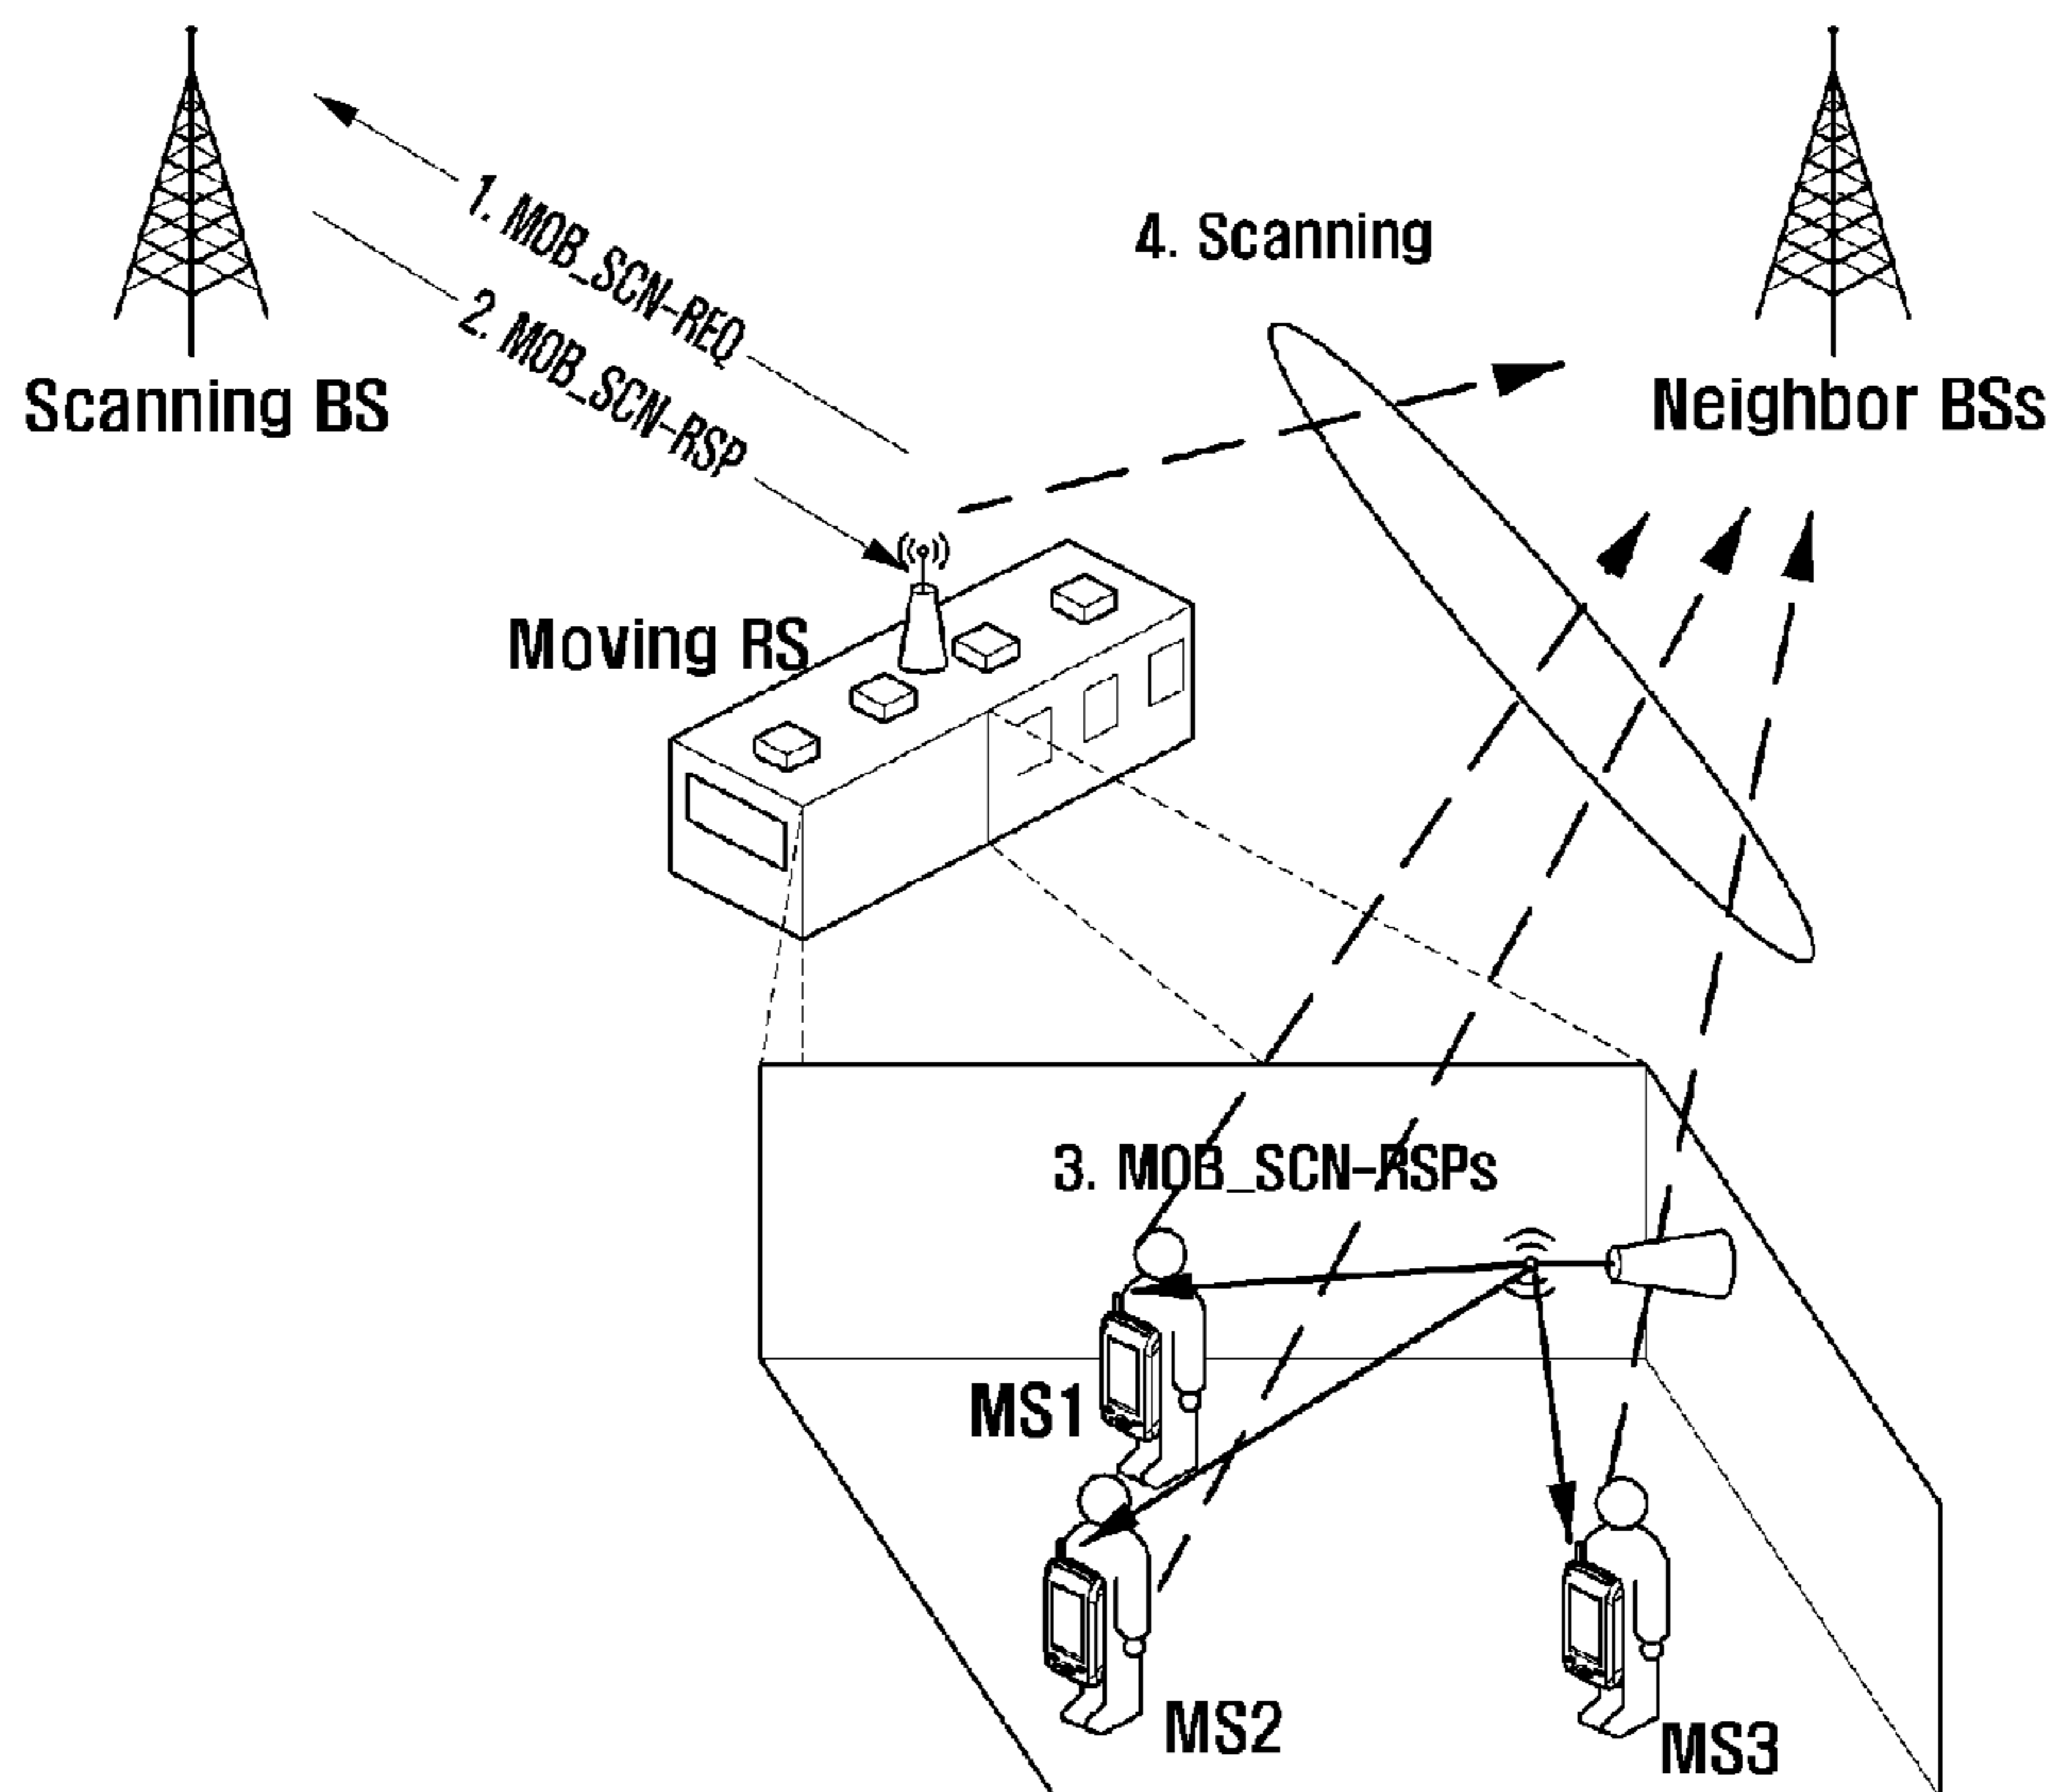 1. MOB_SCN-REQ
2. MOB_SCN-RSP
4. Scanning
Scanning BS
Neighbor BSs
Moving RS
3. MOB_SCN-RSPs
MS1
MS2
MS3